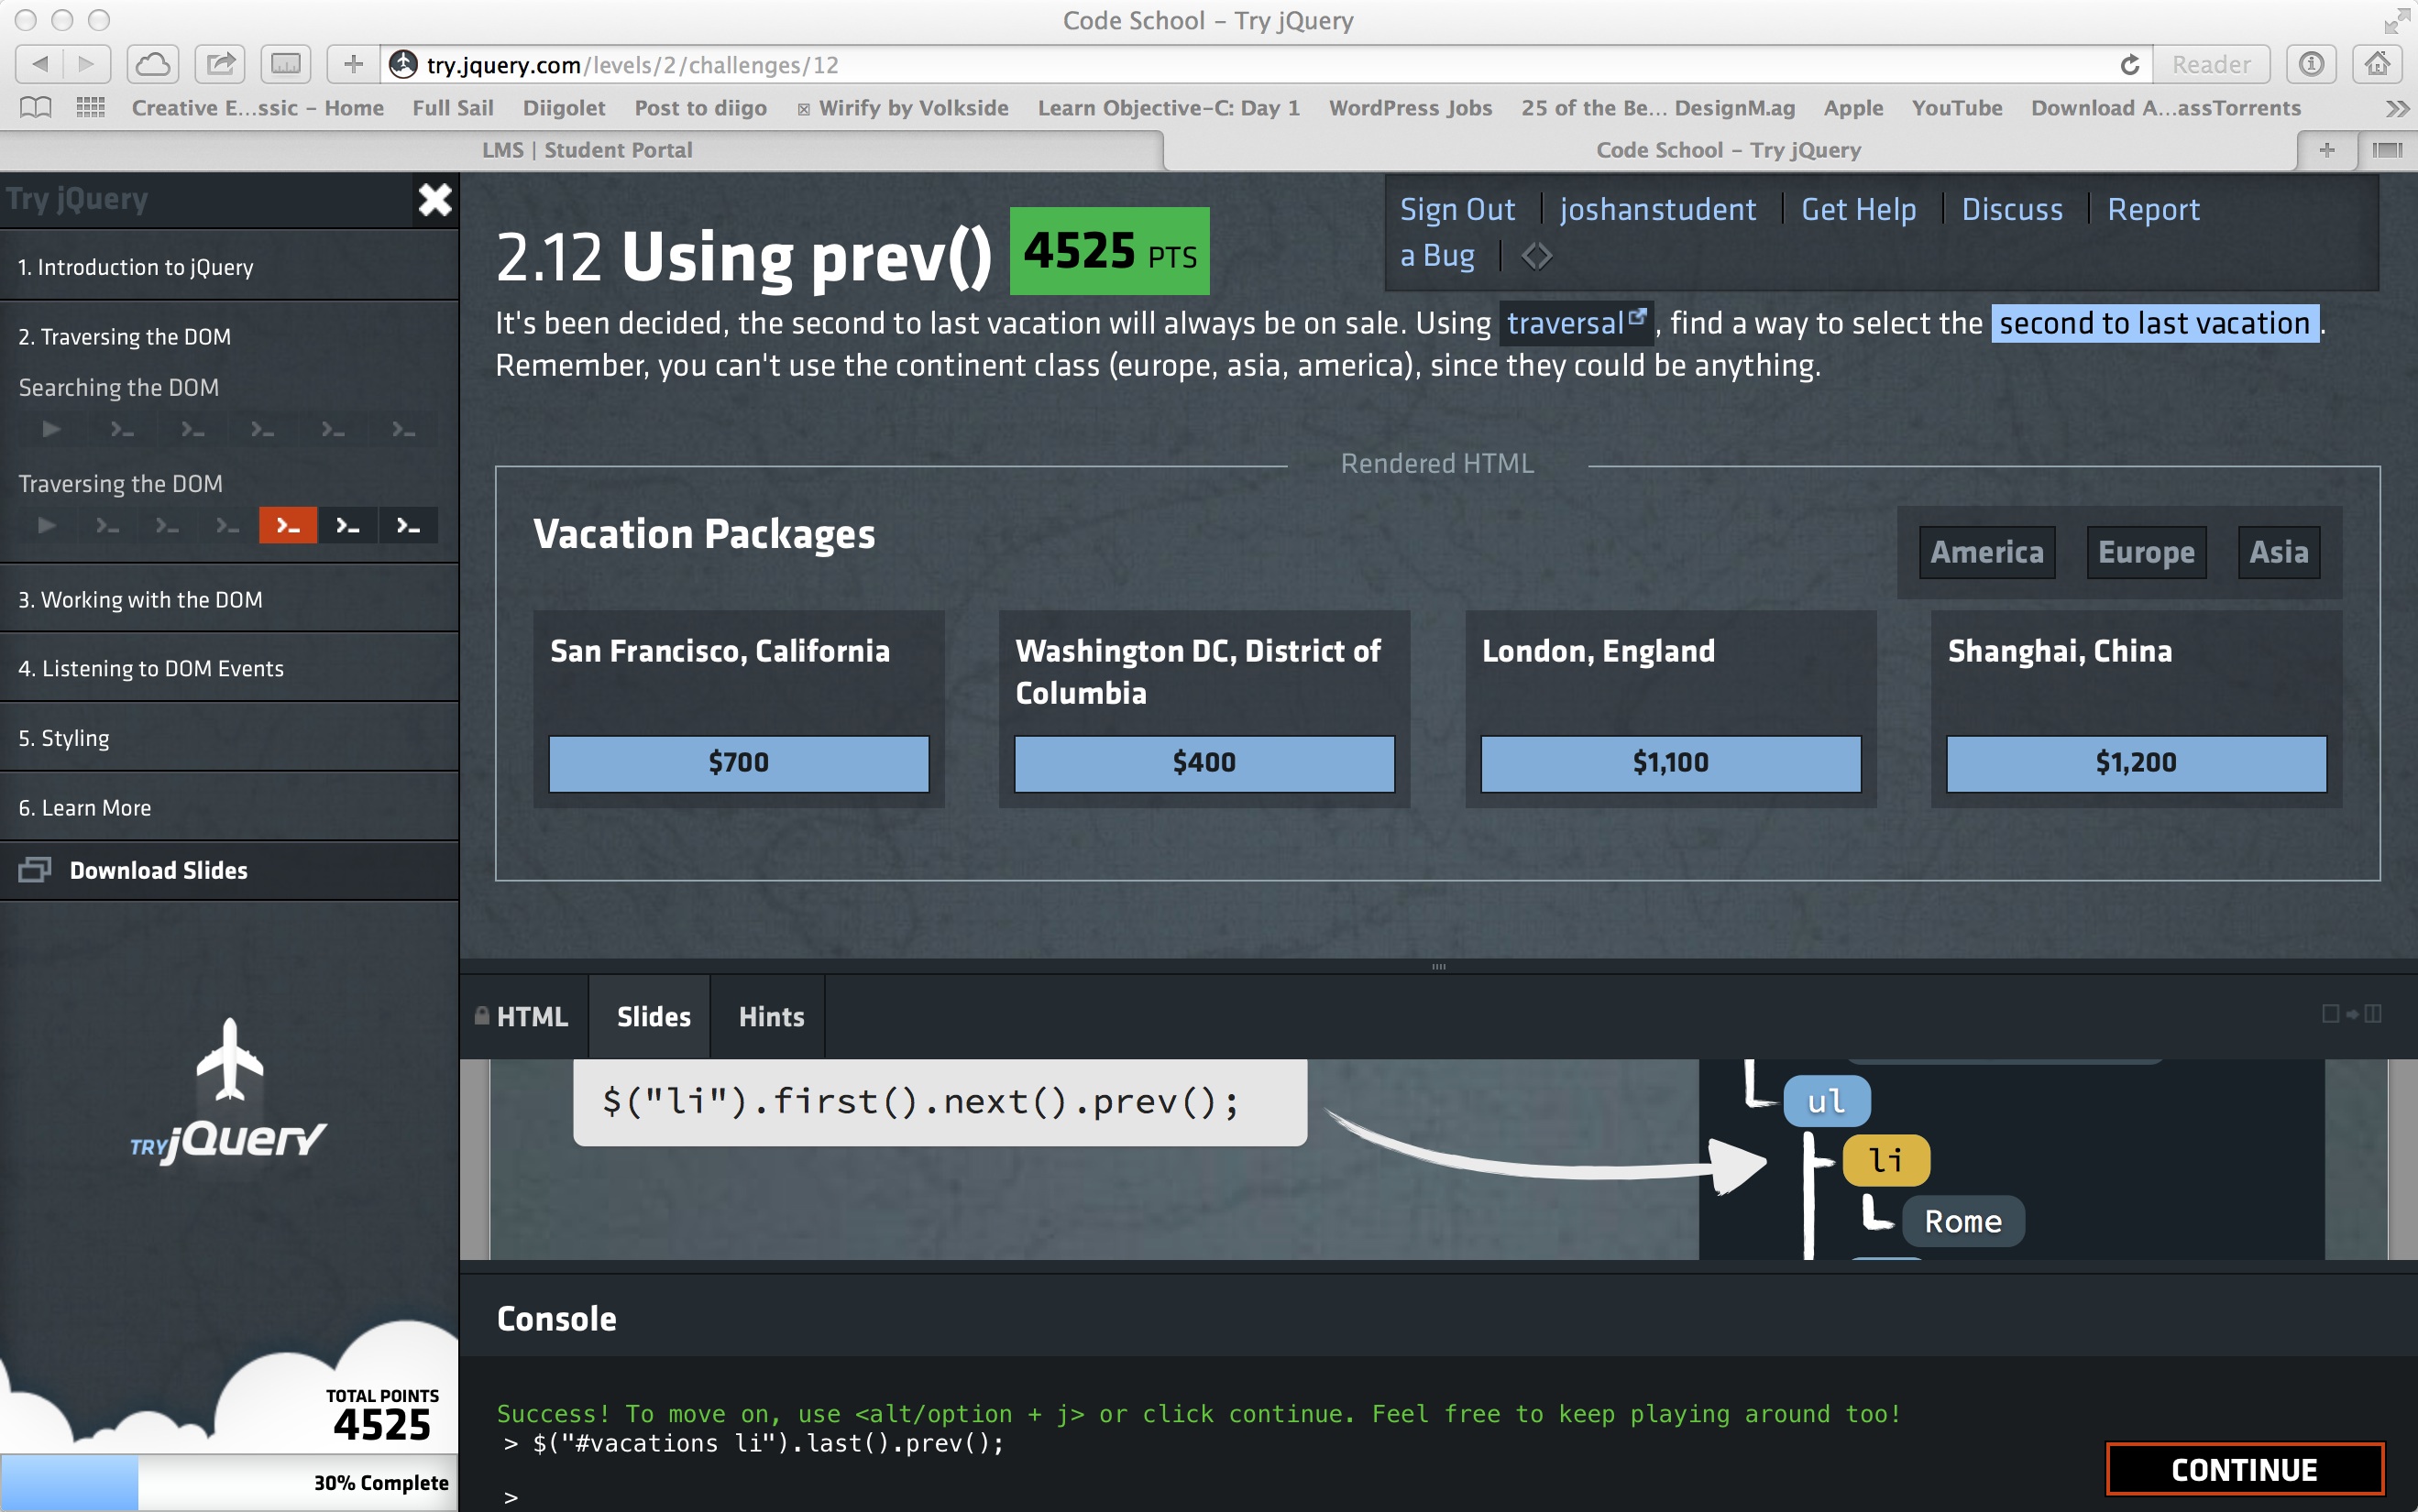 Code School – Try jQuery
try.jquery.com/levels/2/challenges/12
Reader
Creative E...ssic – Home
Full Sail
Diigolet
Post to diigo
Wirify by Volkside
Learn Objective-C: Day 1
WordPress Jobs
25 of the Be... DesignM.ag
Apple
YouTube
Download A...assTorrents
LMS | Student Portal
Code School – Try jQuery
Try jQuery
1. Introduction to jQuery
2. Traversing the DOM
Searching the DOM
Traversing the DOM
3. Working with the DOM
4. Listening to DOM Events
5. Styling
6. Learn More
Download Slides
TRY jQuery
TOTAL POINTS
4525
30% Complete
Sign Out | joshanstudent | Get Help | Discuss | Report
a Bug |
2.12 Using prev() 4525 PTS
It's been decided, the second to last vacation will always be on sale. Using traversal, find a way to select the second to last vacation.
Remember, you can't use the continent class (europe, asia, america), since they could be anything.
Rendered HTML
Vacation Packages
America
Europe
Asia
San Francisco, California
$700
Washington DC, District of
Columbia
$400
London, England
$1,100
Shanghai, China
$1,200
HTML
Slides
Hints
$("li").first().next().prev();
ul
li
Rome
Console
Success! To move on, use <alt/option + j> or click continue. Feel free to keep playing around too!
> $("#vacations li").last().prev();
>
CONTINUE